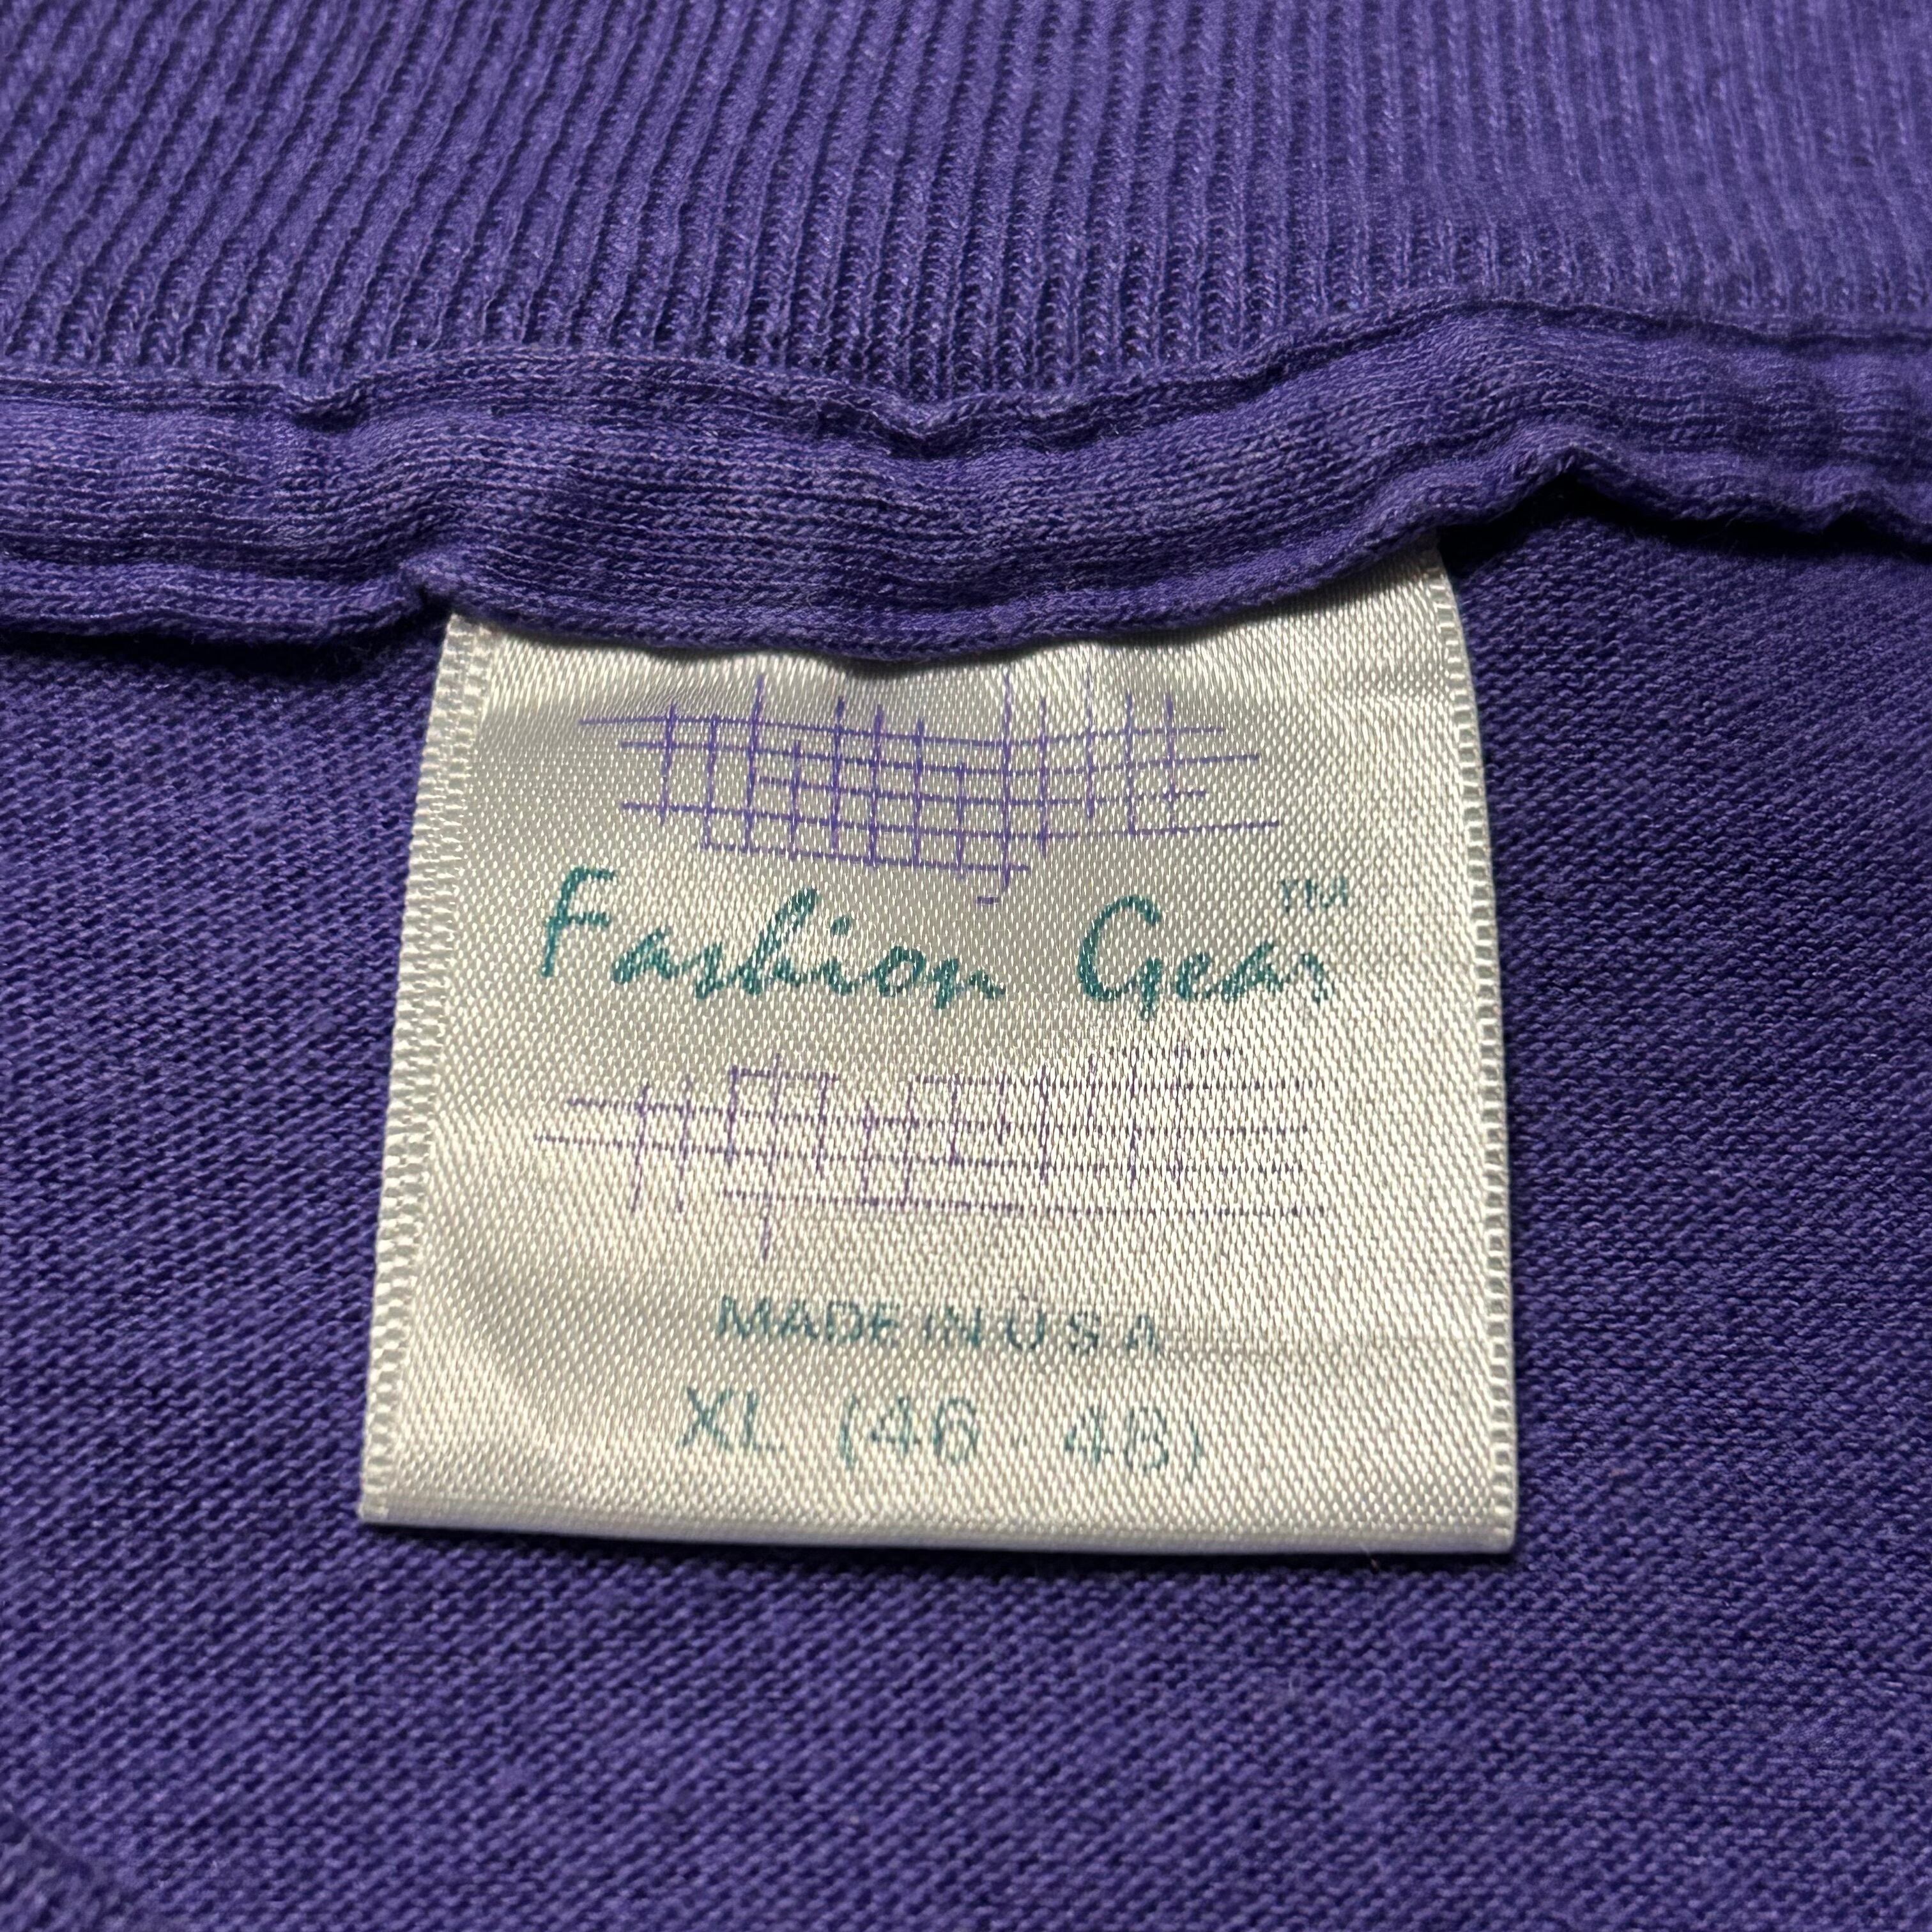 Fashion Gear™
MADE IN U S A
XL (46 - 48)